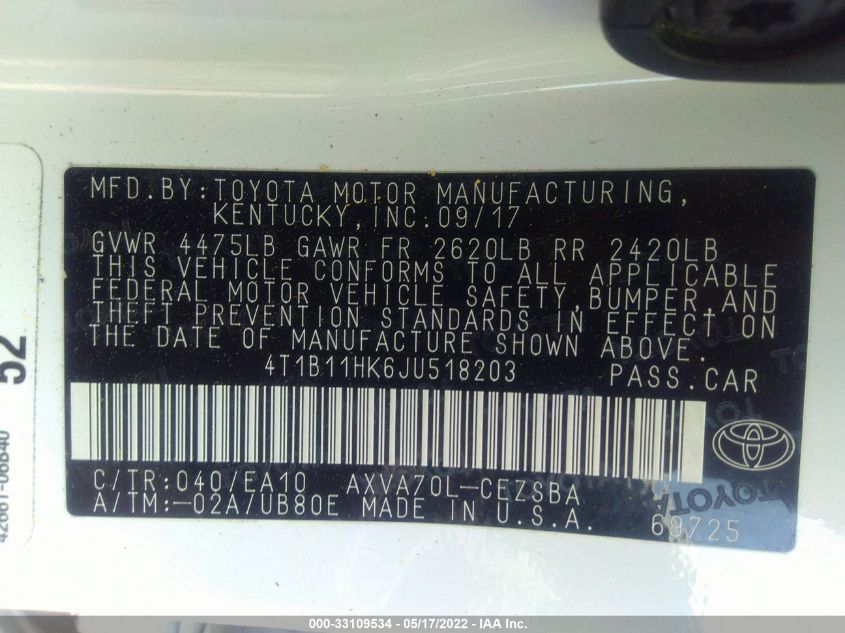 MFD. BY: TOYOTA MOTOR MANUFACTURING,
KENTUCKY, INC. 09/17
GVWR 4475LB GAWR FR 2620LB RR 2420LB
THIS VEHICLE CONFORMS TO ALL APPLICABLE
FEDERAL MOTOR VEHICLE SAFETY, BUMPER, AND
THEFT PREVENTION STANDARDS IN EFFECT ON
THE DATE OF MANUFACTURE SHOWN ABOVE.
4T1B11HK6JU518203 PASS. CAR
C/TR: 040/EA10 AXVA70L-CEZSBA
A/TM:-02A/UB80E MADE IN U.S.A.
69725
TOYOTA
52
42661-06B40
000-33109534 - 05/17/2022 - IAA Inc.